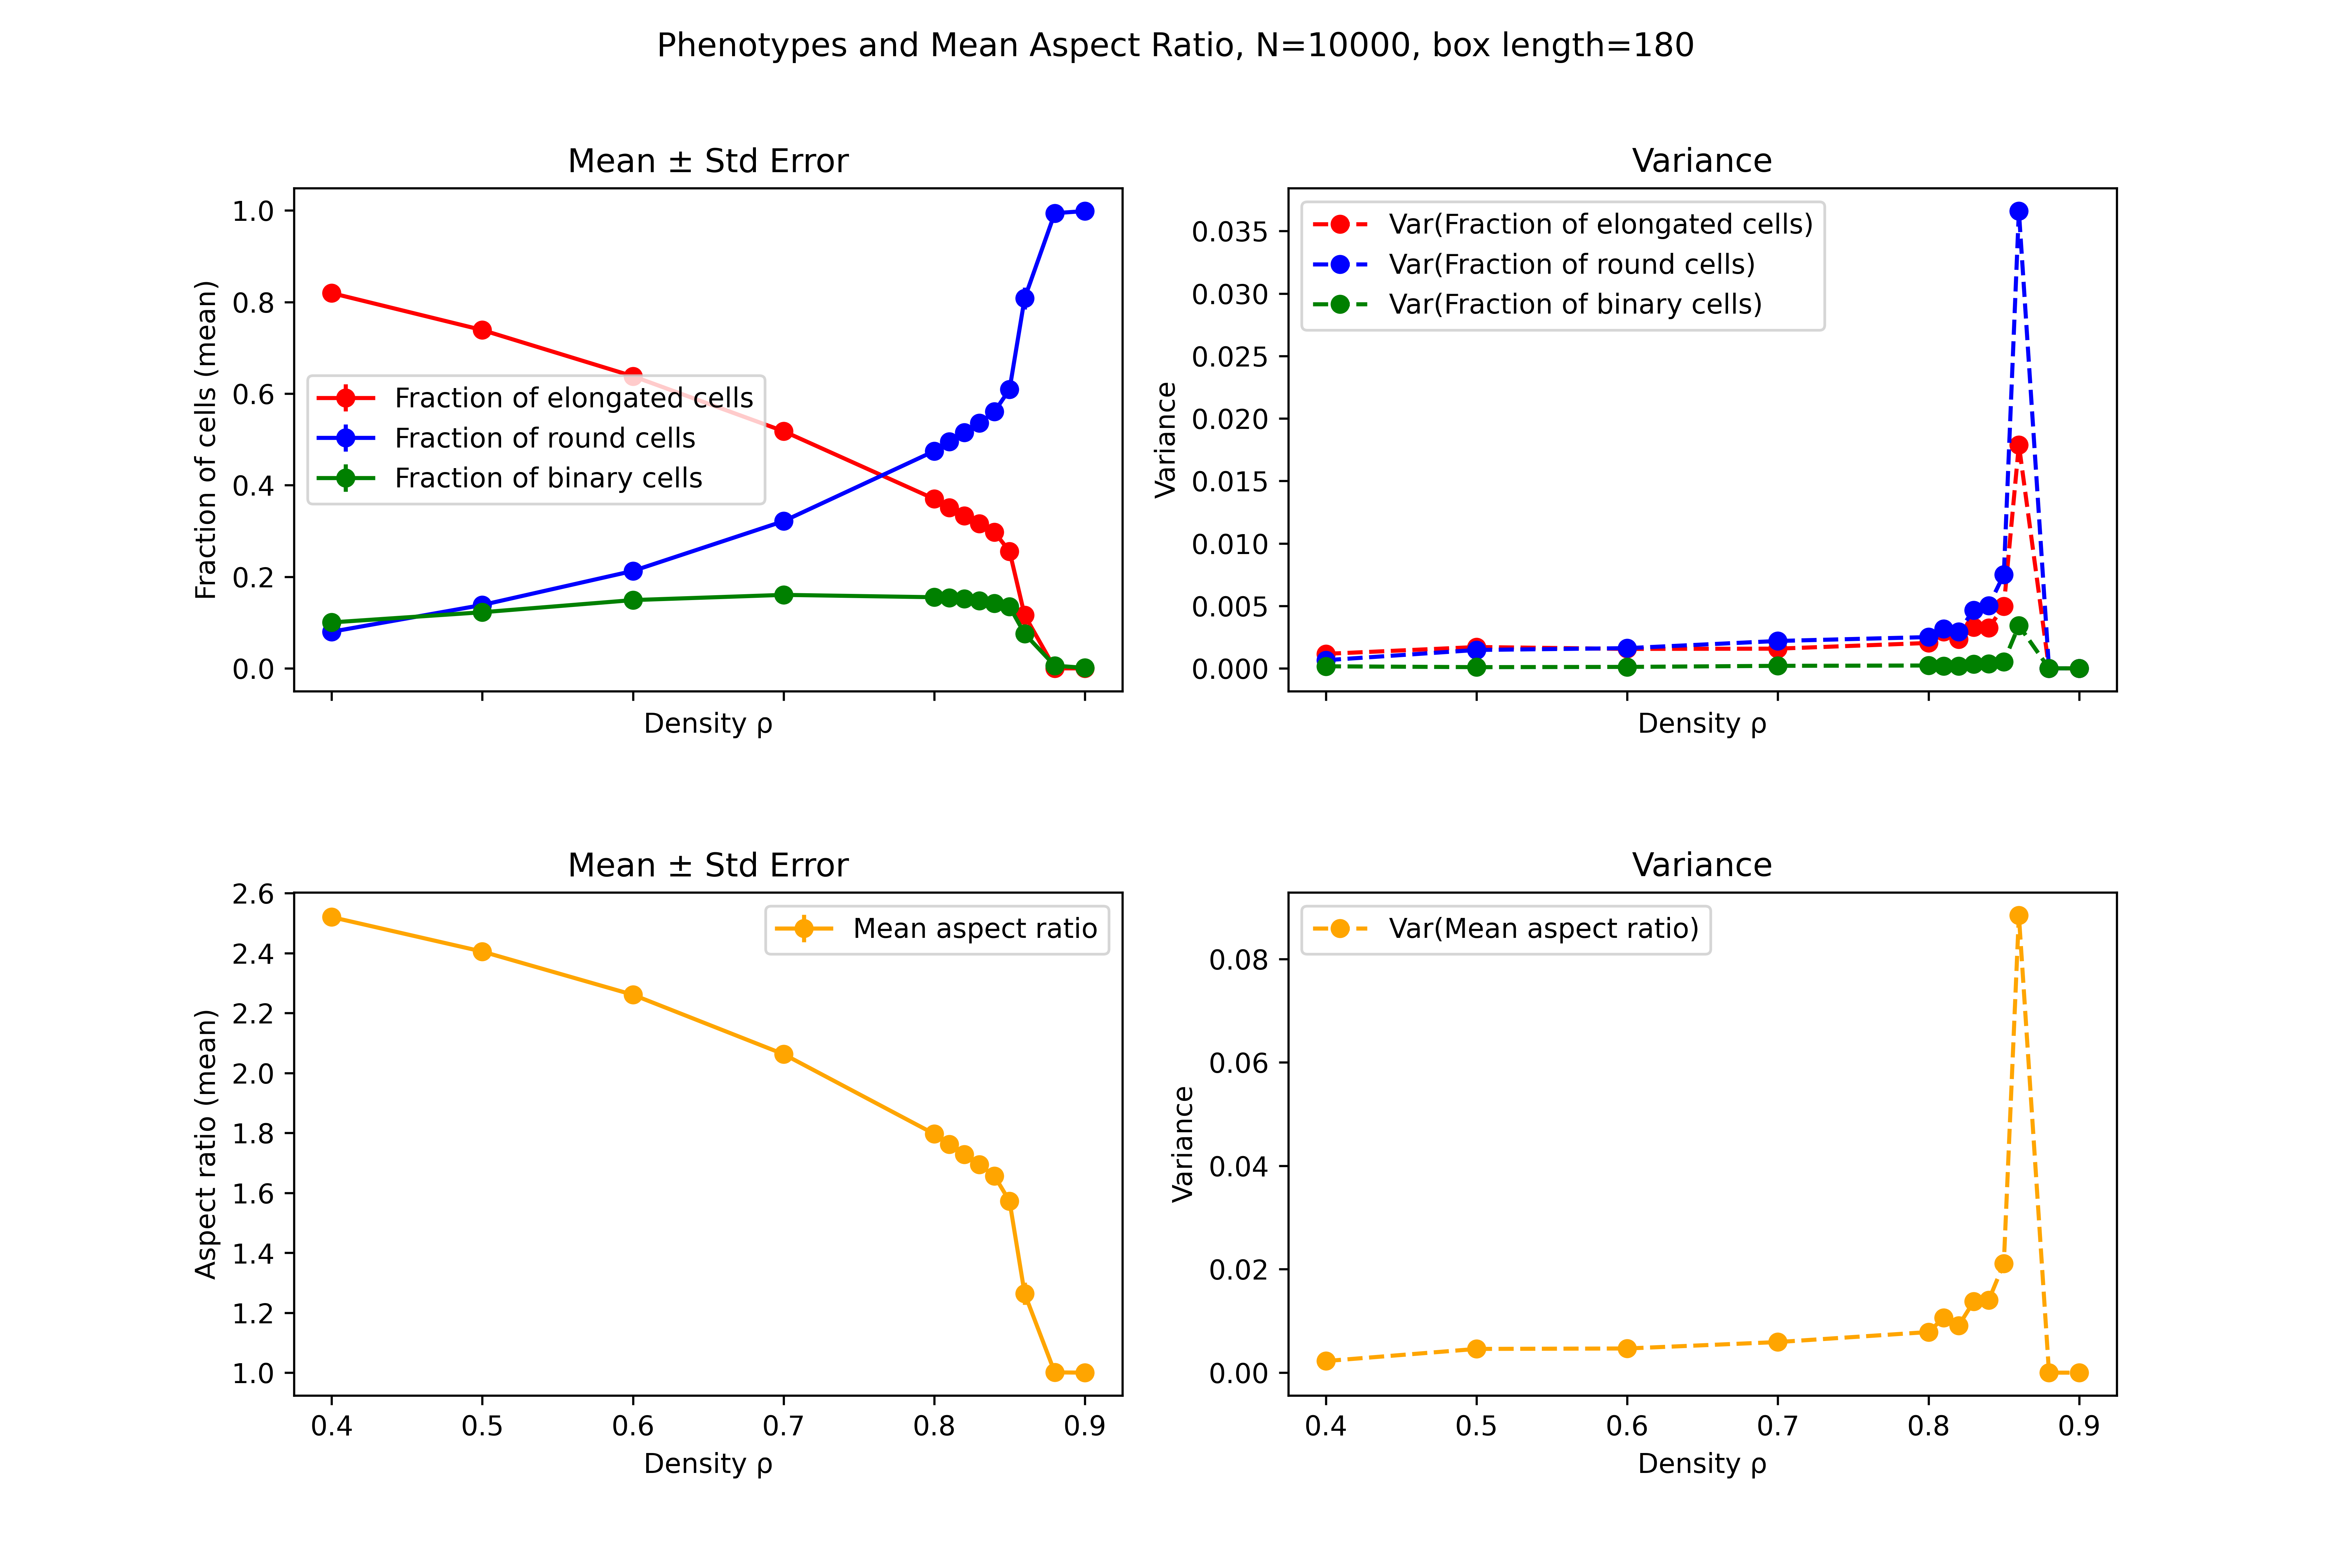 Phenotypes and Mean Aspect Ratio, N=10000, box length=180
Mean ± Std Error
Fraction of cells (mean)
1.0
0.8
0.6
0.4
0.2
0.0
Fraction of elongated cells
Fraction of round cells
Fraction of binary cells
Density ρ
Variance
Variance
0.035
0.030
0.025
0.020
0.015
0.010
0.005
0.000
Var(Fraction of elongated cells)
Var(Fraction of round cells)
Var(Fraction of binary cells)
Density ρ
Mean ± Std Error
Aspect ratio (mean)
2.6
2.4
2.2
2.0
1.8
1.6
1.4
1.2
1.0
Mean aspect ratio
0.4 0.5 0.6 0.7 0.8 0.9
Density ρ
Variance
Variance
0.08
0.06
0.04
0.02
0.00
Var(Mean aspect ratio)
0.4 0.5 0.6 0.7 0.8 0.9
Density ρ